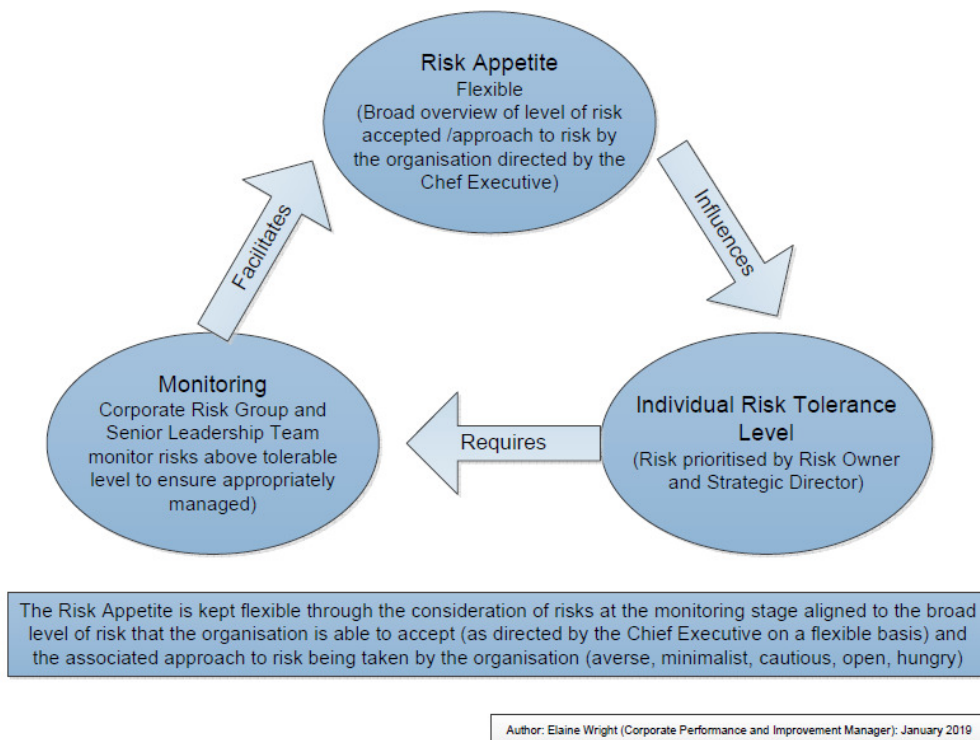 Risk Appetite
Flexible
(Broad overview of level of risk
accepted /approach to risk by
the organisation directed by the
Chef Executive)
Influences
Facilitates
Monitoring
Corporate Risk Group and
Senior Leadership Team
monitor risks above tolerable
level to ensure appropriately
managed)
Requires
Individual Risk Tolerance
Level
(Risk prioritised by Risk Owner
and Strategic Director)
The Risk Appetite is kept flexible through the consideration of risks at the monitoring stage aligned to the broad
level of risk that the organisation is able to accept (as directed by the Chief Executive on a flexible basis) and
the associated approach to risk being taken by the organisation (averse, minimalist, cautious, open, hungry)
Author: Elaine Wright (Corporate Performance and Improvement Manager): January 2019